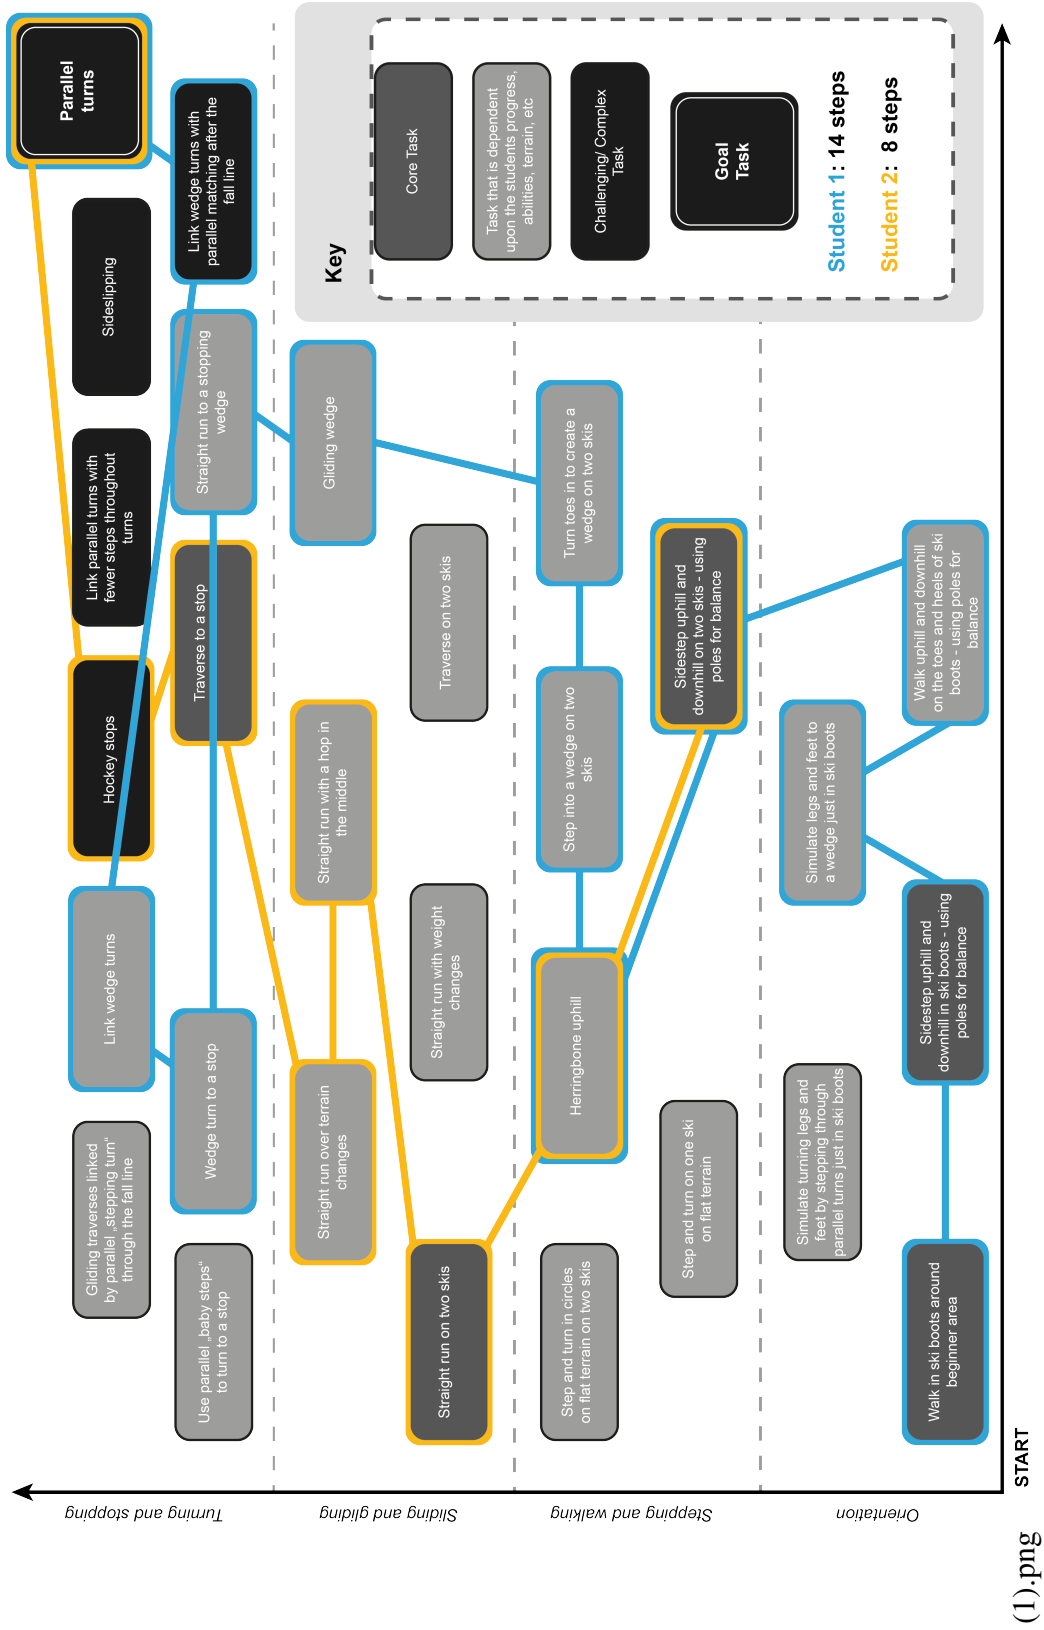 Parallel
turns
Link wedge turns with
parallel matching after the
fall line
Sideslipping
Link parallel turns with
fewer steps throughout
turns
Hockey stops
Link wedge turns
Gliding traverses linked
by parallel „stepping turn“
through the fall line
Straight run to a stopping
wedge
Traverse to a stop
Wedge turn to a stop
Use parallel „baby steps“
to turn to a stop
Turning and stopping
Gliding wedge
Straight run with a hop in
the middle
Straight run over terrain
changes
Traverse on two skis
Straight run with weight
changes
Straight run on two skis
Sliding and gliding
Turn toes in to create a
wedge on two skis
Step into a wedge on two
skis
Herringbone uphill
Step and turn in circles
on flat terrain on two skis
Sidestep uphill and
downhill on two skis - using
poles for balance
Step and turn on one ski
on flat terrain
Stepping and walking
Simulate legs and feet to
a wedge just in ski boots
Simulate turning legs and
feet by stepping through
parallel turns just in ski boots
Walk uphill and downhill
on the toes and heels of ski
boots - using poles for
balance
Sidestep uphill and
downhill in ski boots - using
poles for balance
Walk in ski boots around
beginner area
Orientation
START
Key
Core Task
Task that is dependent
upon the students progress,
abilities, terrain, etc
Challenging/ Complex
Task
Goal
Task
Student 1: 14 steps
Student 2: 8 steps
(1).png